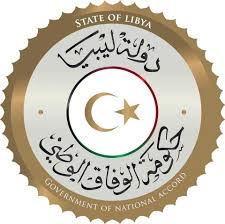 STATE OF LIBYA
دولة ليبيا
حكومة الوفاق الوطني
GOVERNMENT OF NATIONAL ACCORD